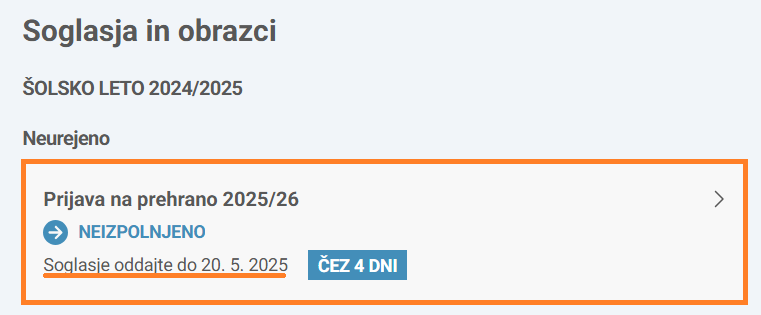 Soglasja in obrazci
ŠOLSKO LETO 2024/2025
Neurejeno
Prijava na prehrano 2025/26
NEIZPOLNJENO
Soglasje oddajte do 20. 5. 2025 ČEZ 4 DNI